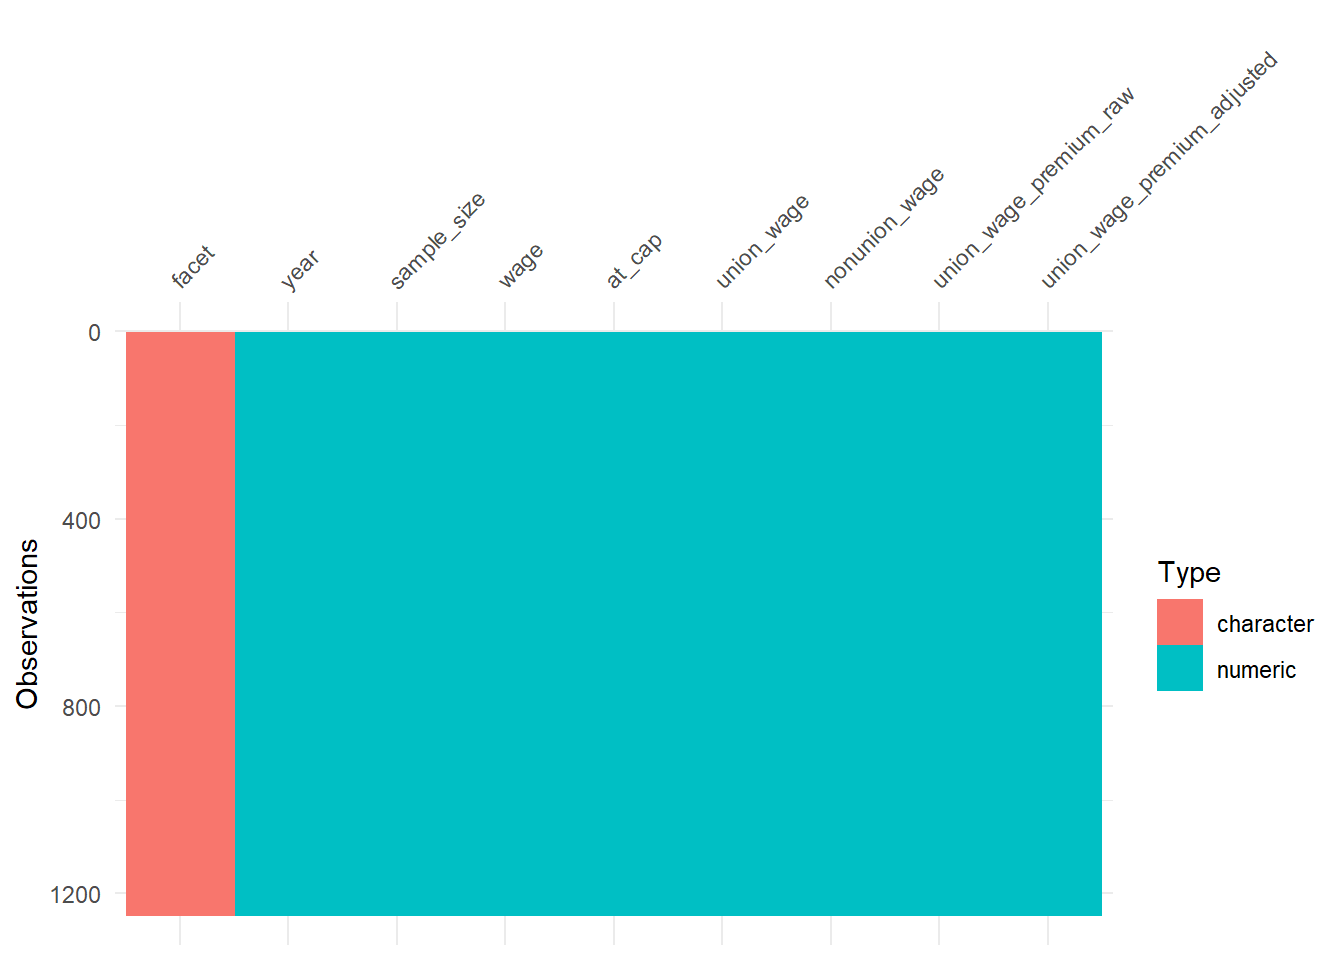 facet
year
sample_size
wage
at_cap
union_wage
nonunion_wage
union_wage_premium_raw
union_wage_premium_adjusted
0
400
800
1200
Observations
Type
character
numeric